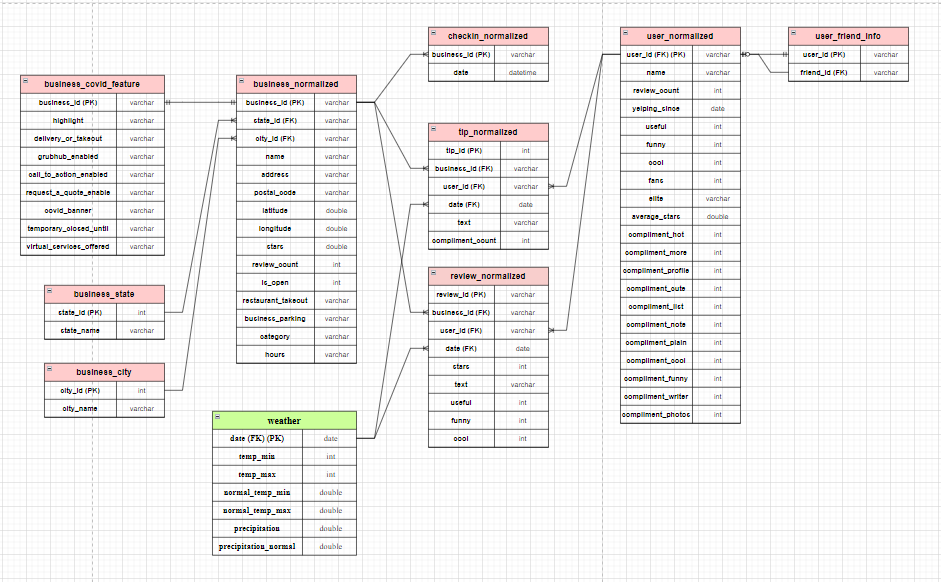 business_covid_feature
business_id (PK) varchar
highlight varchar
delivery_or_takeout varchar
grubhub_enabled varchar
call_to_action_enabled varchar
request_a_quote_enable varchar
covid_banner varchar
temporary_closed_until varchar
virtual_services_offered varchar
business_state
state_id (PK) int
state_name varchar
business_city
city_id (PK) int
city_name varchar
business_normalized
business_id (PK) varchar
state_id (FK) varchar
city_id (FK) varchar
name varchar
address varchar
postal_code varchar
latitude double
longitude double
stars double
review_count int
is_open int
restaurant_takeout varchar
business_parking varchar
category varchar
hours varchar
weather
date (FK) (PK) date
temp_min int
temp_max int
normal_temp_min double
normal_temp_max double
precipitation double
precipitation_normal double
checkin_normalized
business_id (PK) varchar
date datetime
tip_normalized
tip_id (PK) int
business_id (FK) varchar
user_id (FK) varchar
date (FK) date
text varchar
compliment_count int
review_normalized
review_id (PK) varchar
business_id (FK) varchar
user_id (FK) varchar
date (FK) date
stars int
text varchar
useful int
funny int
cool int
user_normalized
user_id (FK) (PK) varchar
name varchar
review_count int
yelping_since date
useful int
funny int
cool int
fans int
elite varchar
average_stars double
compliment_hot int
compliment_more int
compliment_profile int
compliment_cute int
compliment_list int
compliment_note int
compliment_plain int
compliment_cool int
compliment_funny int
compliment_writer int
compliment_photos int
user_friend_info
user_id (PK) varchar
friend_id (FK) varchar